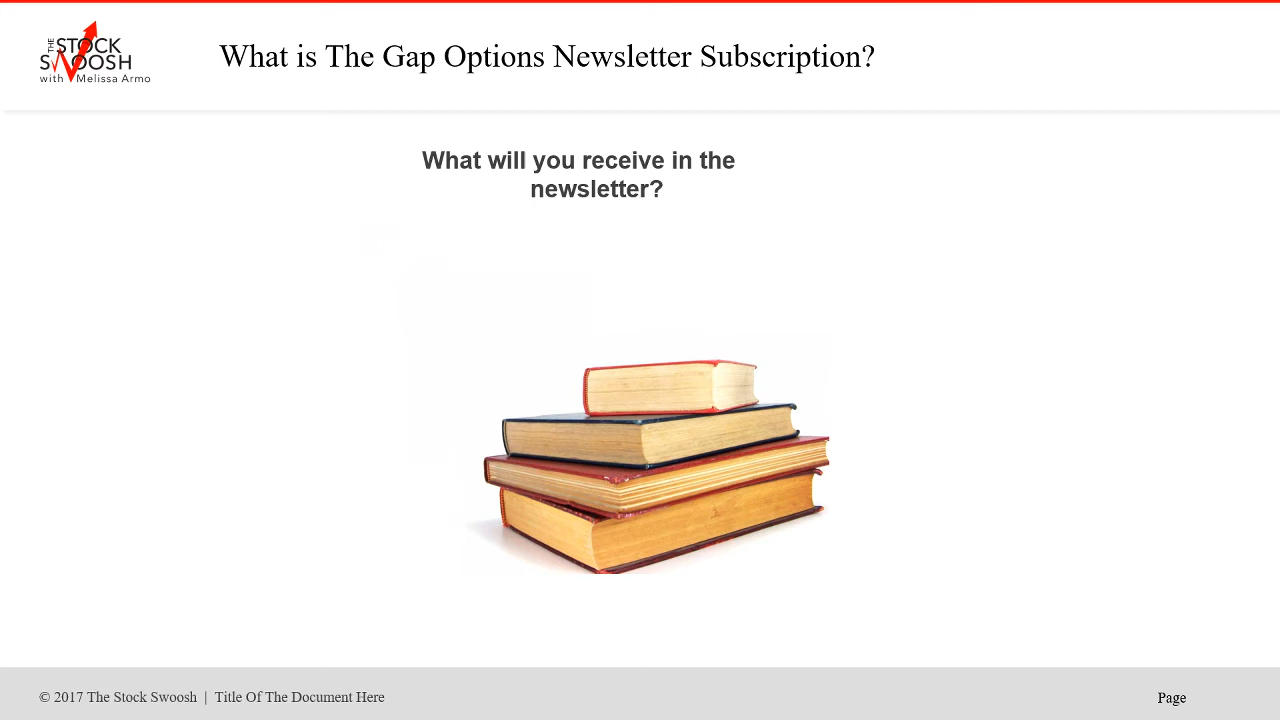 THE STOCK
SWOOSH
with Melissa Armo
What is The Gap Options Newsletter Subscription?
What will you receive in the
newsletter?
© 2017 The Stock Swoosh | Title Of The Document Here
Page